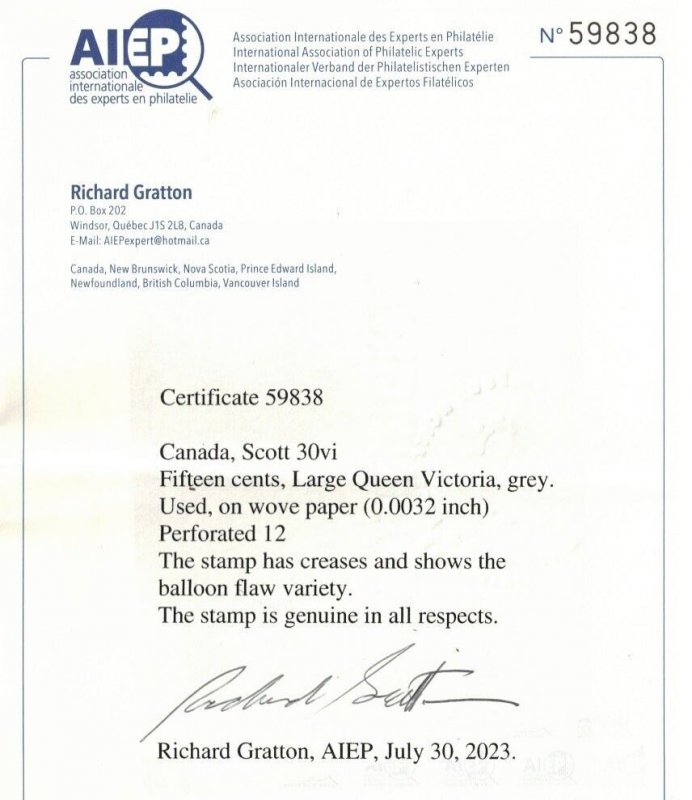 AIEP
association
internationale
des experts en philatelie
Association Internationale des Experts en Philatélie
International Association of Philatelic Experts
Internationaler Verband der Philatelistischen Experten
Asociación Internacional de Expertos Filatélicos
N° 59838
Richard Gratton
P.O. Box 202
Windsor, Québec J1S 2L8, Canada
E-Mail: AIEPexpert@hotmail.ca
Canada, New Brunswick, Nova Scotia, Prince Edward Island,
Newfoundland, British Columbia, Vancouver Island
Certificate 59838
Canada, Scott 30vi
Fifteen cents, Large Queen Victoria, grey.
Used, on wove paper (0.0032 inch)
Perforated 12
The stamp has creases and shows the
balloon flaw variety.
The stamp is genuine in all respects.
Richard Gratton
Richard Gratton, AIEP, July 30, 2023.